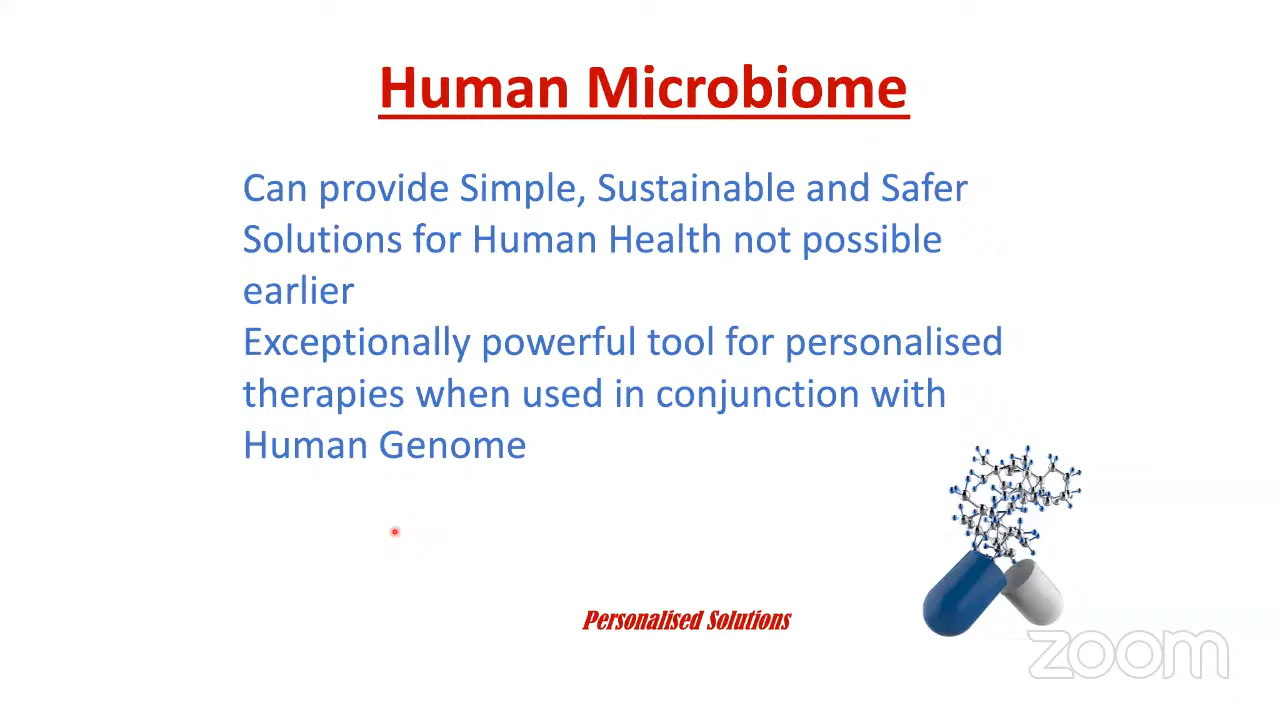 Human Microbiome
Can provide Simple, Sustainable and Safer
Solutions for Human Health not possible
earlier
Exceptionally powerful tool for personalised
therapies when used in conjunction with
Human Genome
Personalised Solutions
zoom